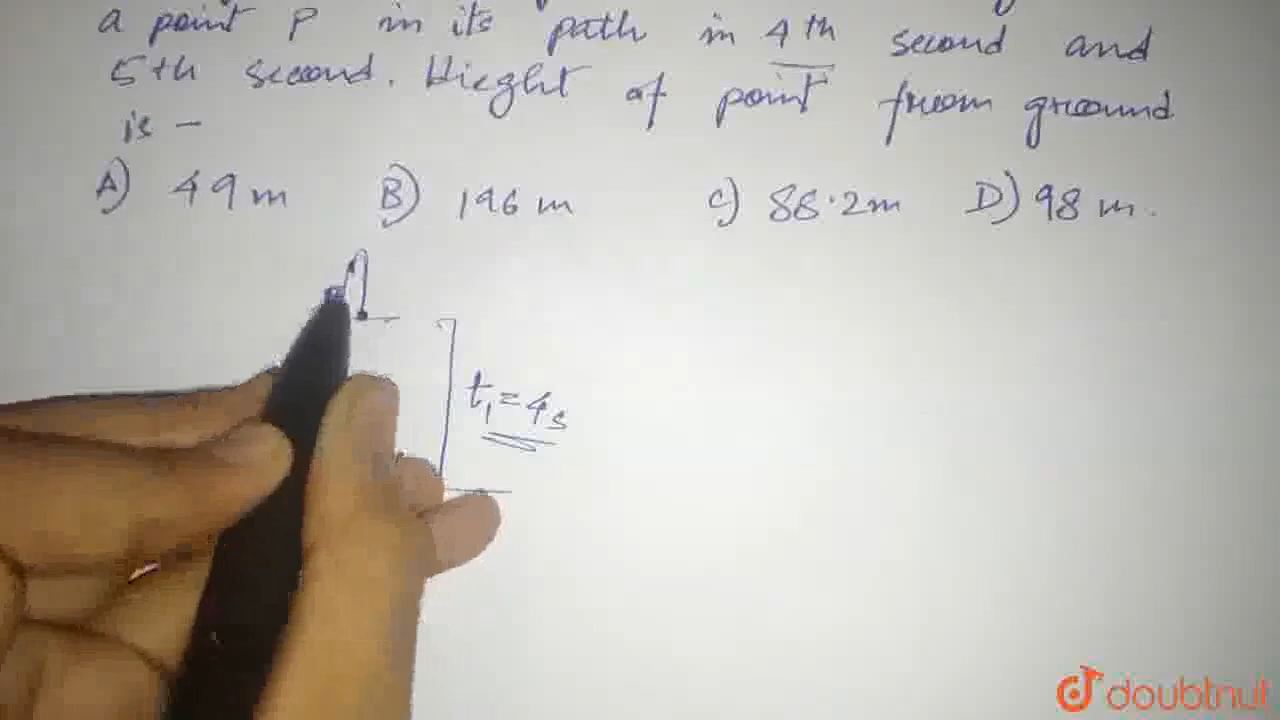 a point P in its path in 4th second and
5th second. Hieght of point from ground
is -
A) 49 m B) 196 m C) 88.2m D) 98 m.
t₁ = 4s
doubtnut